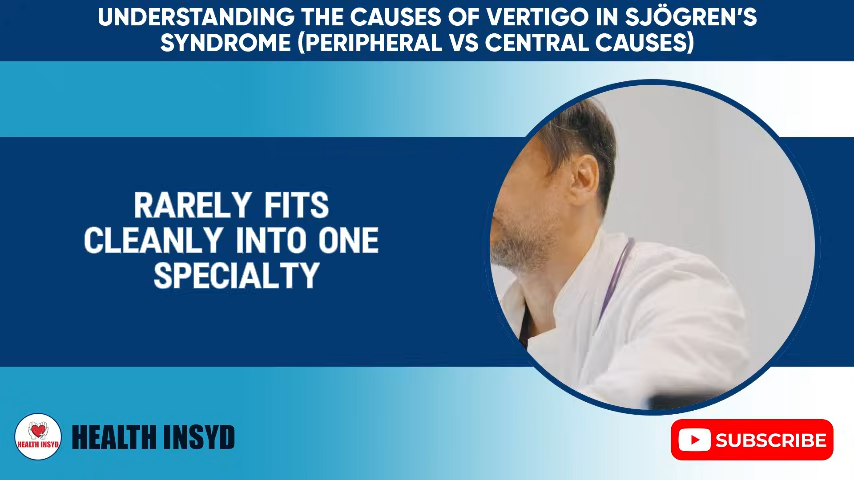 UNDERSTANDING THE CAUSES OF VERTIGO IN SJÖGREN'S
SYNDROME (PERIPHERAL VS CENTRAL CAUSES)
RARELY FITS
CLEANLY INTO ONE
SPECIALTY
HEALTH INSYD
HEALTH INSYD
SUBSCRIBE